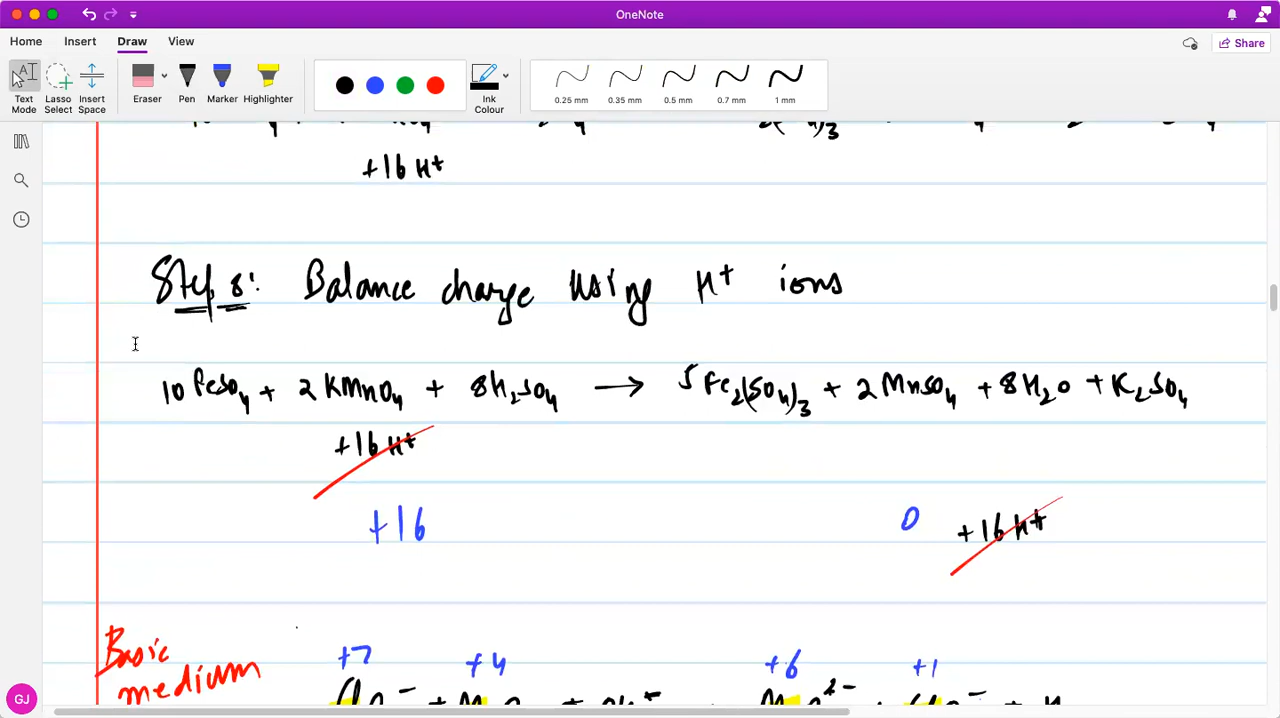 OneNote
Home Insert Draw View Share
Text Mode Lasso Select Insert Space Eraser Pen Marker Highlighter Ink Colour 0.25 mm 0.35 mm 0.5 mm 0.7 mm 1 mm
+16 H+
Step 8: Balance charge using H+ ions
10 FeSO4 + 2 KMnO4 + 8H2SO4 → 5 Fe2(SO4)3 + 2 MnSO4 + 8 H2O + K2SO4
+16 H+
+16 0 +16 H+
Basic medium
+7 +4 +6 +1
GJ